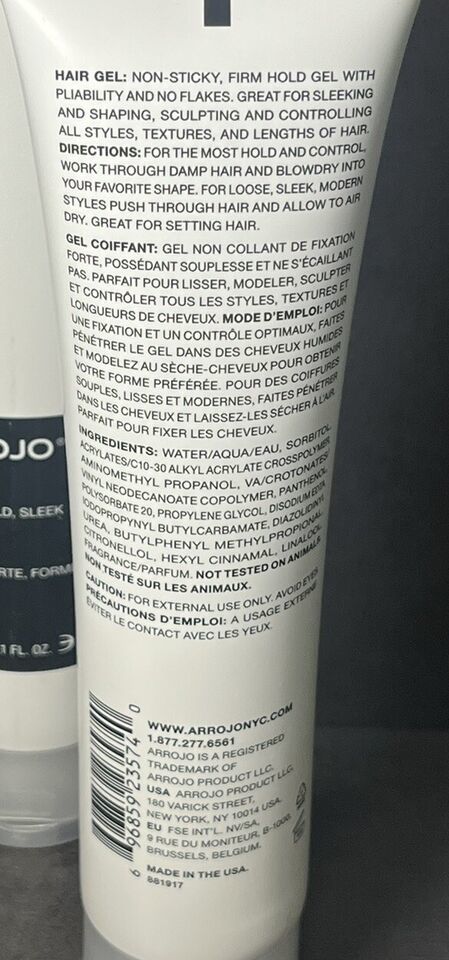 HAIR GEL: NON-STICKY, FIRM HOLD GEL WITH
PLIABILITY AND NO FLAKES. GREAT FOR SLEEKING
AND SHAPING, SCULPTING AND CONTROLLING
ALL STYLES, TEXTURES, AND LENGTHS OF HAIR.
DIRECTIONS: FOR THE MOST HOLD AND CONTROL,
WORK THROUGH DAMP HAIR AND BLOWDRY INTO
YOUR FAVORITE SHAPE. FOR LOOSE, SLEEK, MODERN
STYLES PUSH THROUGH HAIR AND ALLOW TO AIR
DRY. GREAT FOR SETTING HAIR.
GEL COIFFANT: GEL NON COLLANT DE FIXATION
FORTE, POSSÉDANT SOUPLESSE ET NE S'ÉCAILLANT
PAS. PARFAIT POUR LISSER, MODELER, SCULPTER
ET CONTRÔLER TOUS LES STYLES, TEXTURES ET
LONGUEURS DE CHEVEUX. MODE D'EMPLOI: POUR
UNE FIXATION ET UN CONTRÔLE OPTIMAUX, FAITES
PÉNÉTRER LE GEL DANS DES CHEVEUX HUMIDES
ET MODELEZ AU SÈCHE-CHEVEUX POUR OBTENIR
VOTRE FORME PRÉFÉRÉE. POUR DES COIFFURES
SOUPLES, LISSES ET MODERNES, FAITES PÉNÉTRER
DANS LES CHEVEUX ET LAISSEZ-LES SÉCHER À L'AIR.
PARFAIT POUR FIXER LES CHEVEUX.
INGREDIENTS: WATER/AQUA/EAU, SORBITOL,
ACRYLATES/C10-30 ALKYL ACRYLATE CROSSPOLYMER,
AMINOMETHYL PROPANOL, VA/CROTONATES/
VINYL NEODECANOATE COPOLYMER, PANTHENOL,
POLYSORBATE 20, PROPYLENE GLYCOL, DISODIUM EDTA,
IODOPROPYNYL BUTYLCARBAMATE, DIAZOLIDINYL
UREA, BUTYLPHENYL METHYLPROPIONAL,
CITRONELLOL, HEXYL CINNAMAL, LINALOOL,
FRAGRANCE/PARFUM. NOT TESTED ON ANIMALS.
NON TESTÉ SUR LES ANIMAUX.
CAUTION: FOR EXTERNAL USE ONLY. AVOID EYES.
PRÉCAUTIONS D'EMPLOI: A USAGE EXTERNE.
ÉVITER LE CONTACT AVEC LES YEUX.
6 96859 23574 0
WWW.ARROJONYC.COM
1.877.277.6561
ARROJO IS A REGISTERED
TRADEMARK OF
ARROJO PRODUCT LLC.
USA ARROJO PRODUCT LLC.
180 VARICK STREET,
NEW YORK, NY 10014 USA.
EU FSE INT'L. NV/SA,
9 RUE DU MONITEUR, B-1000,
BRUSSELS, BELGIUM.
MADE IN THE USA.
881917
OJO®
LD, SLEEK
RTE, FORM
1 FL. OZ. ℮